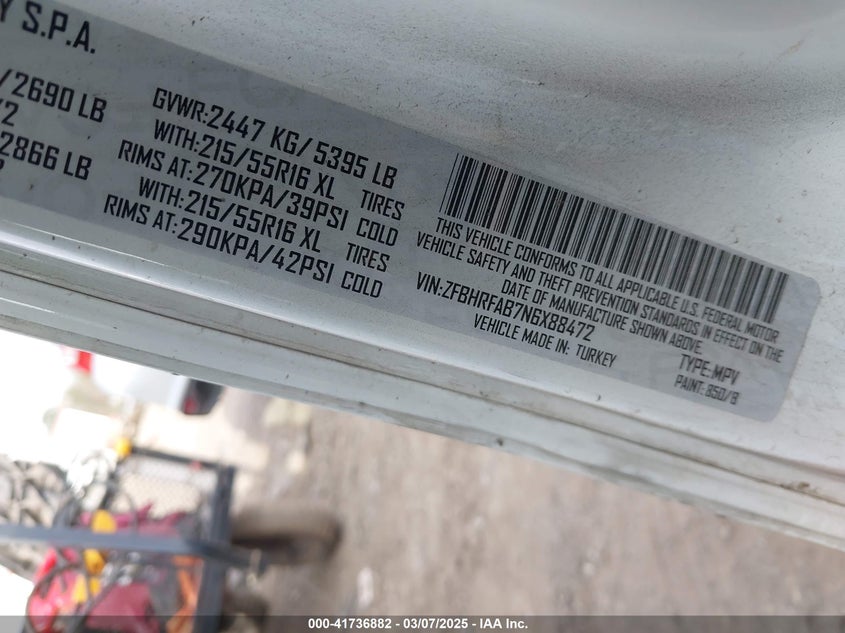 Y S.P.A.
/2690 LB
/2
2866 LB
GVWR:2447 KG/5395 LB
WITH:215/55R16 XL TIRES
RIMS AT:270KPA/39PSI COLD
WITH:215/55R16 XL TIRES
RIMS AT:290KPA/42PSI COLD
THIS VEHICLE CONFORMS TO ALL APPLICABLE U.S. FEDERAL MOTOR
VEHICLE SAFETY AND THEFT PREVENTION STANDARDS IN EFFECT ON THE
DATE OF MANUFACTURE SHOWN ABOVE.
VIN:ZFBHRFAB7N6X88472 TYPE:MPV
VEHICLE MADE IN: TURKEY PAINT:850/B
000-41736882 - 03/07/2025 - IAA Inc.